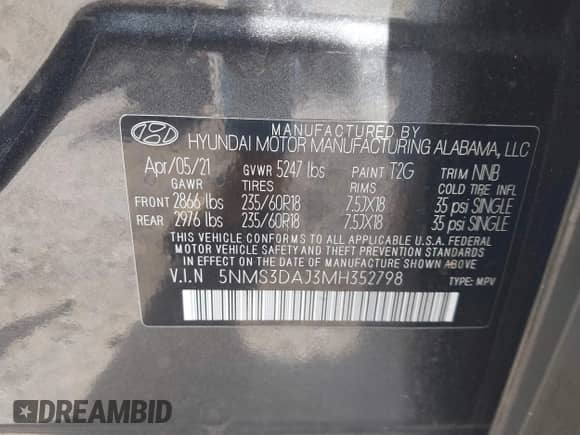 MANUFACTURED BY
HYUNDAI MOTOR MANUFACTURING ALABAMA, LLC
Apr/05/21 GVWR 5247 lbs PAINT T2G TRIM NNB
GAWR TIRES RIMS COLD TIRE INFL
FRONT 2866 lbs 235/60R18 7.5JX18 35 psi SINGLE
REAR 2976 lbs 235/60R18 7.5JX18 35 psi SINGLE
THIS VEHICLE CONFORMS TO ALL APPLICABLE U.S.A. FEDERAL
MOTOR VEHICLE SAFETY AND THEFT PREVENTION STANDARDS
IN EFFECT ON THE DATE OF MANUFACTURE SHOWN ABOVE
V.I.N 5NMS3DAJ3MH352798 TYPE: MPV
DREAMBID